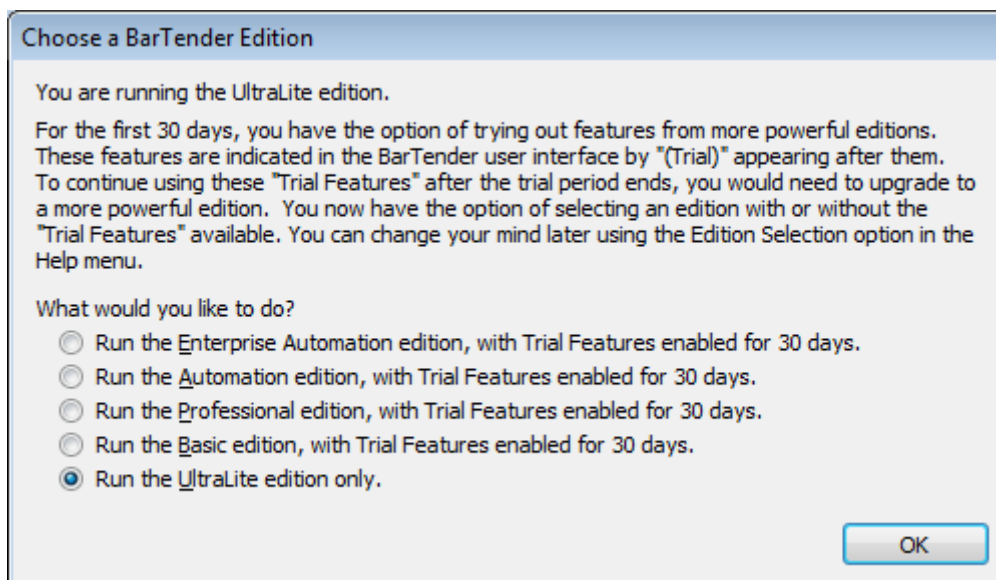 Choose a BarTender Edition
You are running the UltraLite edition.
For the first 30 days, you have the option of trying out features from more powerful editions.
These features are indicated in the BarTender user interface by "(Trial)" appearing after them.
To continue using these "Trial Features" after the trial period ends, you would need to upgrade to
a more powerful edition.  You now have the option of selecting an edition with or without the
"Trial Features" available. You can change your mind later using the Edition Selection option in the
Help menu.
What would you like to do?
Run the Enterprise Automation edition, with Trial Features enabled for 30 days.
Run the Automation edition, with Trial Features enabled for 30 days.
Run the Professional edition, with Trial Features enabled for 30 days.
Run the Basic edition, with Trial Features enabled for 30 days.
Run the UltraLite edition only.
OK